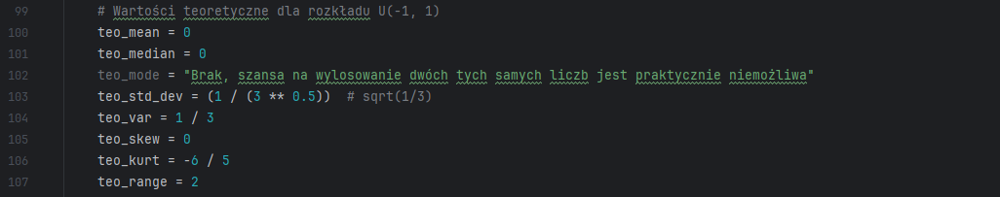 99 # Wartości teoretyczne dla rozkładu U(-1, 1)
100 teo_mean = 0
101 teo_median = 0
102 teo_mode = "Brak, szansa na wylosowanie dwóch tych samych liczb jest praktycznie niemożliwa"
103 teo_std_dev = (1 / (3 ** 0.5))  # sqrt(1/3)
104 teo_var = 1 / 3
105 teo_skew = 0
106 teo_kurt = -6 / 5
107 teo_range = 2